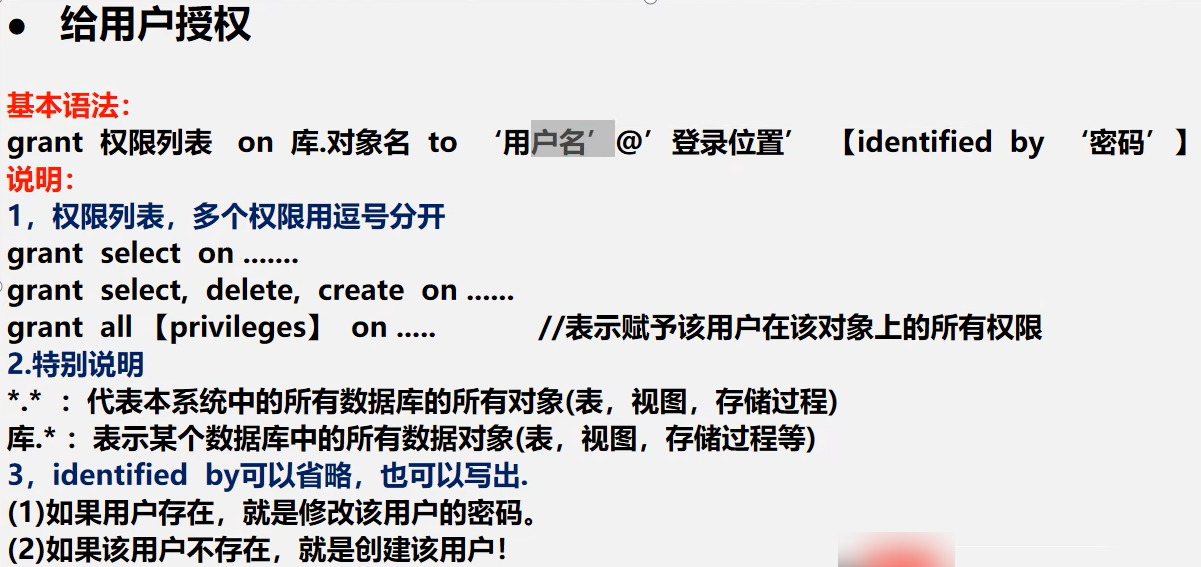 ● 给用户授权
基本语法：
grant 权限列表 on 库.对象名 to ‘用户名’@’登录位置’ 【identified by ‘密码’】
说明：
1，权限列表，多个权限用逗号分开
grant select on .......
grant select, delete, create on ......
grant all 【privileges】 on ..... //表示赋予该用户在该对象上的所有权限
2.特别说明
*.* ：代表本系统中的所有数据库的所有对象(表，视图，存储过程)
库.*：表示某个数据库中的所有数据对象(表，视图，存储过程等)
3，identified by可以省略，也可以写出.
(1)如果用户存在，就是修改该用户的密码。
(2)如果该用户不存在，就是创建该用户！